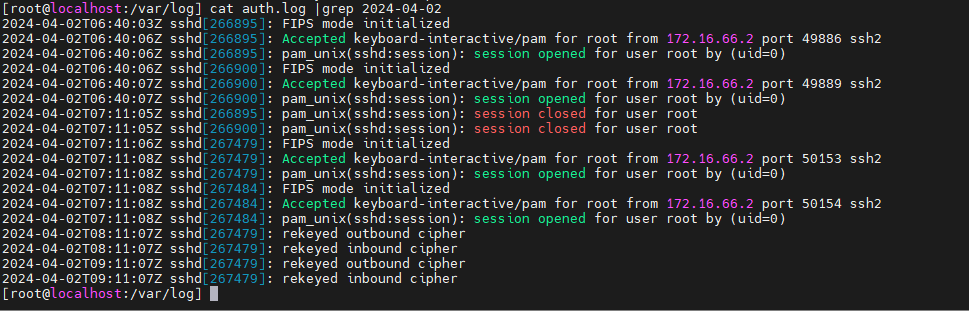 [root@localhost:/var/log] cat auth.log |grep 2024-04-02
2024-04-02T06:40:03Z sshd[266895]: FIPS mode initialized
2024-04-02T06:40:06Z sshd[266895]: Accepted keyboard-interactive/pam for root from 172.16.66.2 port 49886 ssh2
2024-04-02T06:40:06Z sshd[266895]: pam_unix(sshd:session): session opened for user root by (uid=0)
2024-04-02T06:40:06Z sshd[266900]: FIPS mode initialized
2024-04-02T06:40:07Z sshd[266900]: Accepted keyboard-interactive/pam for root from 172.16.66.2 port 49889 ssh2
2024-04-02T06:40:07Z sshd[266900]: pam_unix(sshd:session): session opened for user root by (uid=0)
2024-04-02T07:11:05Z sshd[266895]: pam_unix(sshd:session): session closed for user root
2024-04-02T07:11:05Z sshd[266900]: pam_unix(sshd:session): session closed for user root
2024-04-02T07:11:06Z sshd[267479]: FIPS mode initialized
2024-04-02T07:11:08Z sshd[267479]: Accepted keyboard-interactive/pam for root from 172.16.66.2 port 50153 ssh2
2024-04-02T07:11:08Z sshd[267479]: pam_unix(sshd:session): session opened for user root by (uid=0)
2024-04-02T07:11:08Z sshd[267484]: FIPS mode initialized
2024-04-02T07:11:08Z sshd[267484]: Accepted keyboard-interactive/pam for root from 172.16.66.2 port 50154 ssh2
2024-04-02T07:11:08Z sshd[267484]: pam_unix(sshd:session): session opened for user root by (uid=0)
2024-04-02T08:11:07Z sshd[267479]: rekeyed outbound cipher
2024-04-02T08:11:07Z sshd[267479]: rekeyed inbound cipher
2024-04-02T09:11:07Z sshd[267479]: rekeyed outbound cipher
2024-04-02T09:11:07Z sshd[267479]: rekeyed inbound cipher
[root@localhost:/var/log]